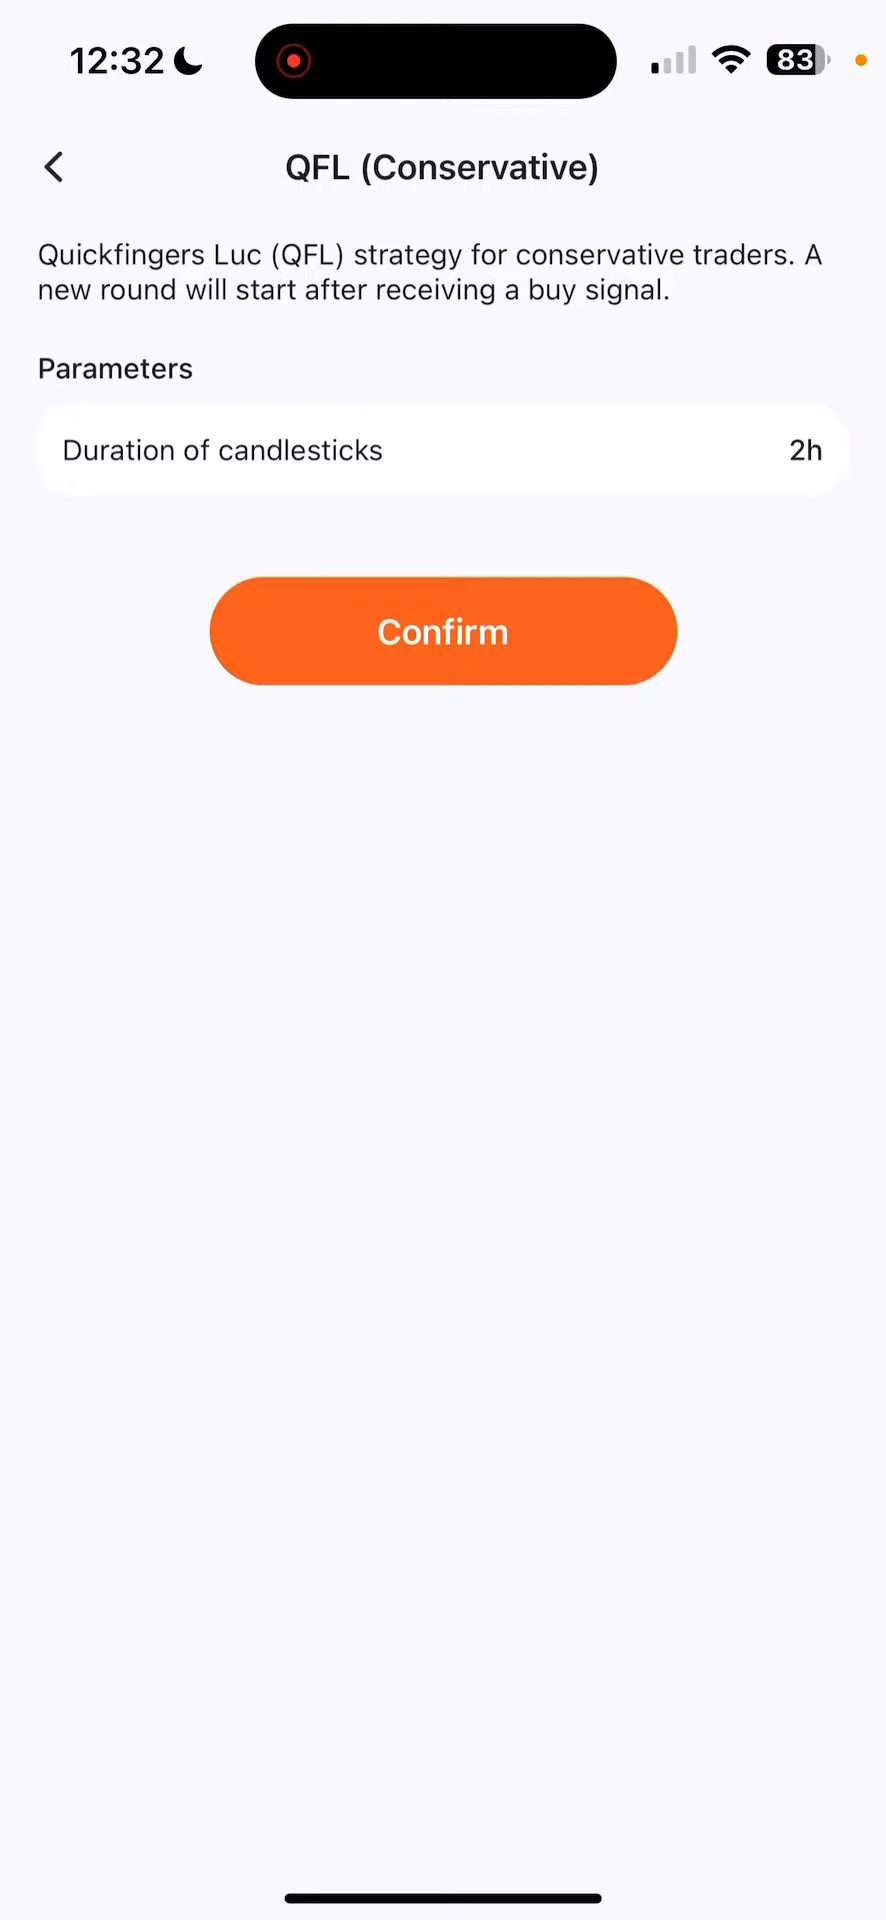 12:32
83
QFL (Conservative)
Quickfingers Luc (QFL) strategy for conservative traders. A
new round will start after receiving a buy signal.
Parameters
Duration of candlesticks 2h
Confirm